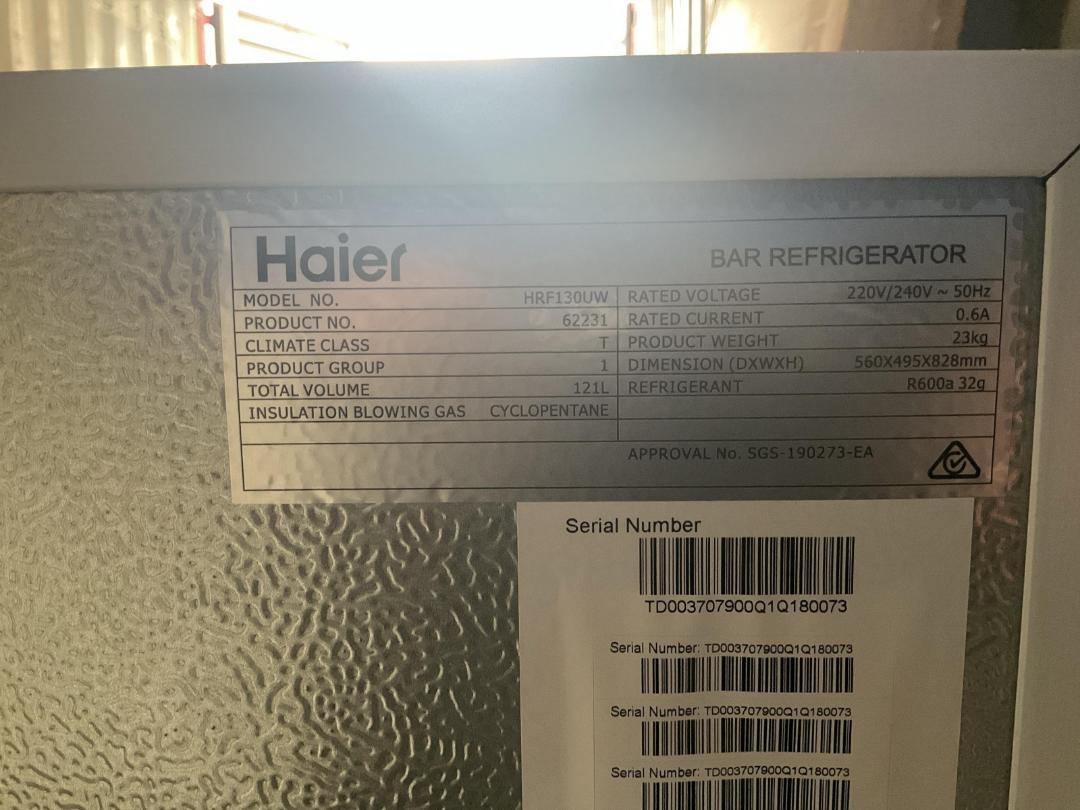 Haier BAR REFRIGERATOR
MODEL NO. HRF130UW RATED VOLTAGE 220V/240V ~ 50Hz
PRODUCT NO. 62231 RATED CURRENT 0.6A
CLIMATE CLASS T PRODUCT WEIGHT 23kg
PRODUCT GROUP 1 DIMENSION (DXWXH) 560X495X828mm
TOTAL VOLUME 121L REFRIGERANT R600a 32g
INSULATION BLOWING GAS CYCLOPENTANE
APPROVAL No. SGS-190273-EA
Serial Number
TD003707900Q1Q180073
Serial Number: TD003707900Q1Q180073
Serial Number: TD003707900Q1Q180073
Serial Number: TD003707900Q1Q180073